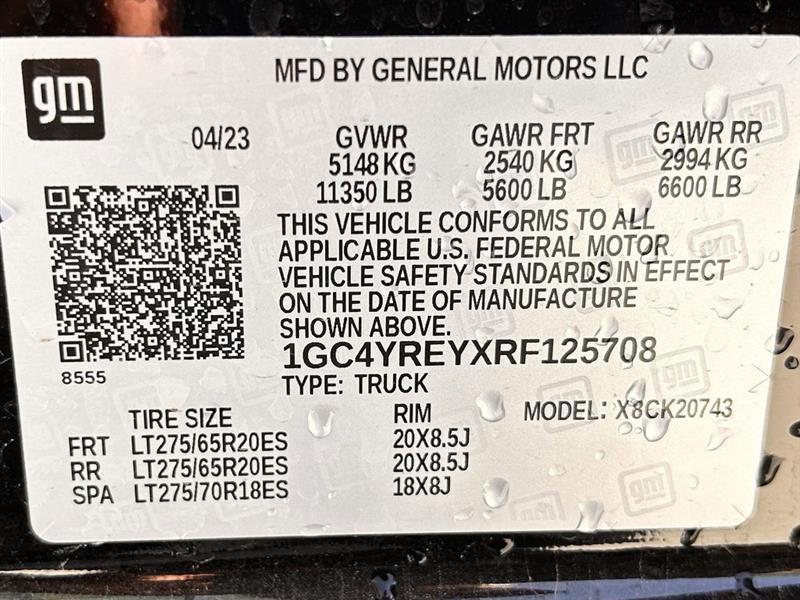 gm
MFD BY GENERAL MOTORS LLC
04/23 GVWR GAWR FRT GAWR RR
5148 KG 2540 KG 2994 KG
11350 LB 5600 LB 6600 LB
THIS VEHICLE CONFORMS TO ALL
APPLICABLE U.S. FEDERAL MOTOR
VEHICLE SAFETY STANDARDS IN EFFECT
ON THE DATE OF MANUFACTURE
SHOWN ABOVE.
8555
1GC4YREYXRF125708
TYPE: TRUCK
TIRE SIZE RIM MODEL: X8CK20743
FRT LT275/65R20ES 20X8.5J
RR LT275/65R20ES 20X8.5J
SPA LT275/70R18ES 18X8J